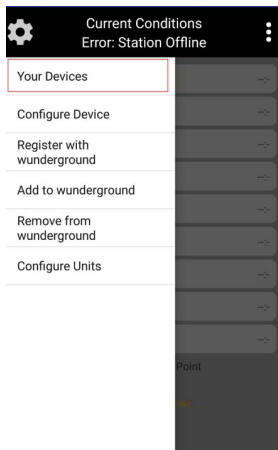 Current Conditions
Error: Station Offline
Your Devices
Configure Device
Register with
wunderground
Add to wunderground
Remove from
wunderground
Configure Units
--:-
--:-
--:-
--:-
--:-
--:-
--:-
--:-
--:-
Point